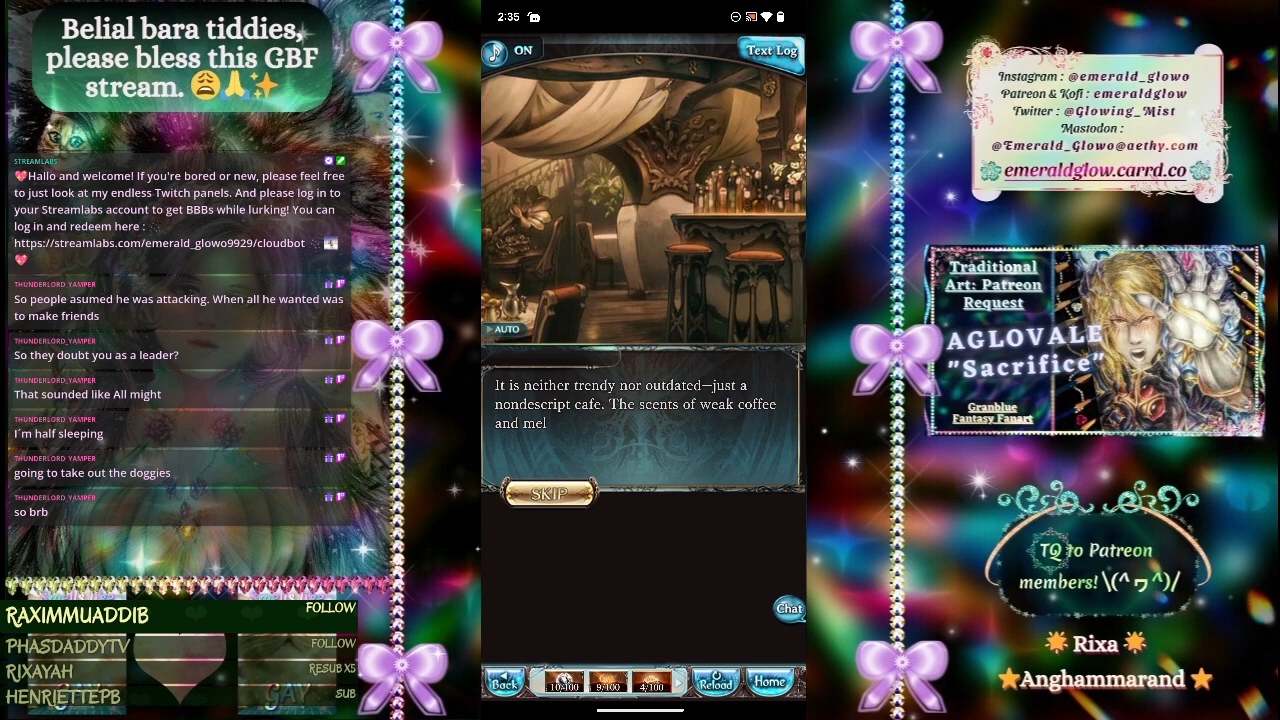 Belial bara tiddies,
please bless this GBF
stream. 😩🙏✨
STREAMLABS
💖Hallo and welcome! If you're bored or new, please feel free
to just look at my endless Twitch panels. And please log in to
your Streamlabs account to get BBBs while lurking! You can
log in and redeem here :
https://streamlabs.com/emerald_glowo9929/cloudbot
💖
THUNDERLORD_YAMPER
So people asumed he was attacking. When all he wanted was
to make friends
THUNDERLORD_YAMPER
So they doubt you as a leader?
THUNDERLORD_YAMPER
That sounded like All might
THUNDERLORD_YAMPER
I´m half sleeping
THUNDERLORD_YAMPER
going to take out the doggies
THUNDERLORD_YAMPER
so brb
RAXIMMUADDIB FOLLOW
PHASDADDYTV FOLLOW
RIXAYAH RESUB X5
HENRIETTEPB SUB
GAY
2:35
ON
Text Log
AUTO
It is neither trendy nor outdated—just a
nondescript cafe. The scents of weak coffee
and mel
SKIP
Chat
Back
10/100 9/100 4/100
Reload
Home
Instagram : @emerald_glowo
Patreon & Kofi : emeraldglow
Twitter : @Glowing_Mist
Mastodon :
@Emerald_Glowo@aethy.com
emeraldglow.carrd.co
Traditional
Art: Patreon
Request
AGLOVALE
"Sacrifice"
Granblue
Fantasy Fanart
TQ to Patreon
members! \(^ヮ^)/
🌟 Rixa 🌟
⭐Anghammarand ⭐